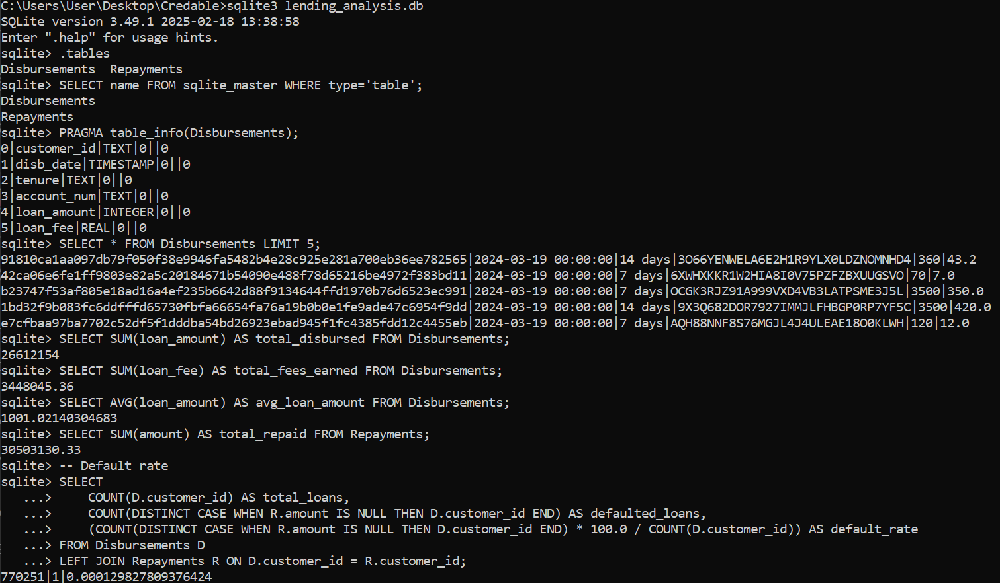 C:\Users\User\Desktop\Credable>sqlite3 lending_analysis.db
SQLite version 3.49.1 2025-02-18 13:38:58
Enter ".help" for usage hints.
sqlite> .tables
Disbursements  Repayments
sqlite> SELECT name FROM sqlite_master WHERE type='table';
Disbursements
Repayments
sqlite> PRAGMA table_info(Disbursements);
0|customer_id|TEXT|0||0
1|disb_date|TIMESTAMP|0||0
2|tenure|TEXT|0||0
3|account_num|TEXT|0||0
4|loan_amount|INTEGER|0||0
5|loan_fee|REAL|0||0
sqlite> SELECT * FROM Disbursements LIMIT 5;
91810ca1aa097db79f050f38e9946fa5482b4e28c925e281a700eb36ee782565|2024-03-19 00:00:00|14 days|3O66YENWELA6E2H1R9YLX0LDZNOMNHD4|360|43.2
42ca06e6fe1ff9803e82a5c20184671b54090e488f78d65216be4972f383bd11|2024-03-19 00:00:00|7 days|6XWHXKKR1W2HIA8I0V75PZFZBXUUGSVO|70|7.0
b23747f53af805e18ad16a4ef235b6642d88f9134644ffd1970b76d6523ec991|2024-03-19 00:00:00|7 days|OCGK3RJZ91A999VXD4VB3LATPSME3J5L|3500|350.0
1bd32f9b083fc6ddfffd65730fbfa66654fa76a19b0b0e1fe9ade47c6954f9dd|2024-03-19 00:00:00|14 days|9X3Q682DOR7927IMMJLFHBGP0RP7YF5C|3500|420.0
e7cfbaa97ba7702c52df5f1dddba54bd26923ebad945f1fc4385fdd12c4455eb|2024-03-19 00:00:00|7 days|AQH88NNF8S76MGJL4J4ULEAE18O0KLWH|120|12.0
sqlite> SELECT SUM(loan_amount) AS total_disbursed FROM Disbursements;
26612154
sqlite> SELECT SUM(loan_fee) AS total_fees_earned FROM Disbursements;
3448045.36
sqlite> SELECT AVG(loan_amount) AS avg_loan_amount FROM Disbursements;
1001.02140304683
sqlite> SELECT SUM(amount) AS total_repaid FROM Repayments;
30503130.33
sqlite> -- Default rate
sqlite> SELECT
   ...>     COUNT(D.customer_id) AS total_loans,
   ...>     COUNT(DISTINCT CASE WHEN R.amount IS NULL THEN D.customer_id END) AS defaulted_loans,
   ...>     (COUNT(DISTINCT CASE WHEN R.amount IS NULL THEN D.customer_id END) * 100.0 / COUNT(D.customer_id)) AS default_rate
   ...> FROM Disbursements D
   ...> LEFT JOIN Repayments R ON D.customer_id = R.customer_id;
770251|1|0.000129827809376424